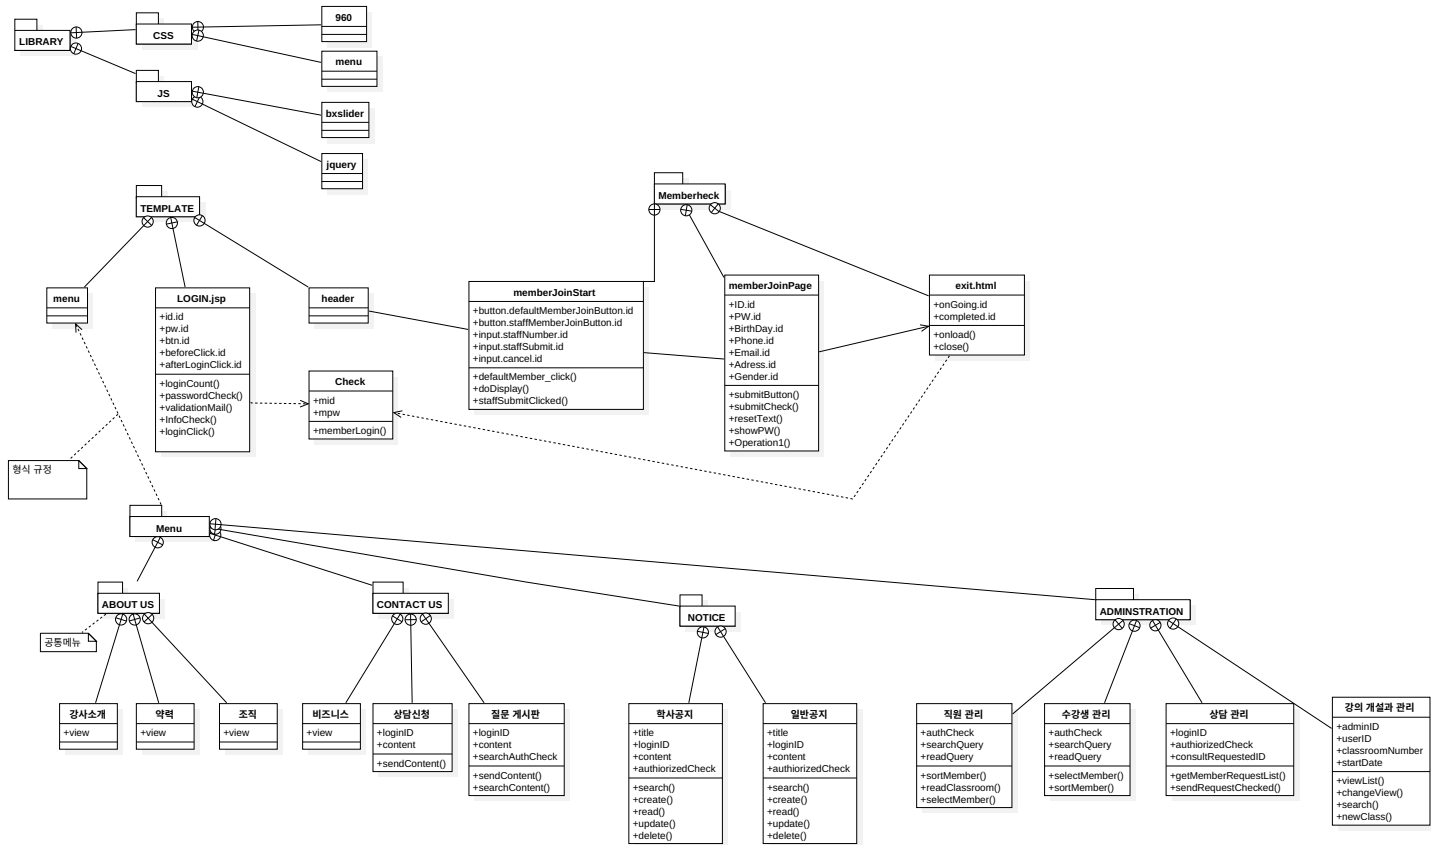 LIBRARY
CSS
960
menu
JS
bxslider
jquery
TEMPLATE
menu
LOGIN.jsp
+id.id
+pw.id
+btn.id
+beforeClick.id
+afterLoginClick.id
+loginCount()
+passwordCheck()
+validationMail()
+InfoCheck()
+loginClick()
header
Check
+mid
+mpw
+memberLogin()
Memberheck
memberJoinStart
+button.defaultMemberJoinButton.id
+button.staffMemberJoinButton.id
+input.staffNumber.id
+input.staffSubmit.id
+input.cancel.id
+defaultMember_click()
+doDisplay()
+staffSubmitClicked()
memberJoinPage
+ID.id
+PW.id
+BirthDay.id
+Phone.id
+Email.id
+Adress.id
+Gender.id
+submitButton()
+submitCheck()
+resetText()
+showPW()
+Operation1()
exit.html
+onGoing.id
+completed.id
+onload()
+close()
형식 규정
Menu
ABOUT US
공통메뉴
강사소개
+view
약력
+view
조직
+view
CONTACT US
비즈니스
+view
상담신청
+loginID
+content
+sendContent()
질문 게시판
+loginID
+content
+searchAuthCheck
+sendContent()
+searchContent()
NOTICE
학사공지
+title
+loginID
+content
+authiorizedCheck
+search()
+create()
+read()
+update()
+delete()
일반공지
+title
+loginID
+content
+authiorizedCheck
+search()
+create()
+read()
+update()
+delete()
ADMINSTRATION
직원 관리
+authCheck
+searchQuery
+readQuery
+sortMember()
+readClassroom()
+selectMember()
수강생 관리
+authCheck
+searchQuery
+readQuery
+selectMember()
+sortMember()
상담 관리
+loginID
+authiorizedCheck
+consultRequestedID
+getMemberRequestList()
+sendRequestChecked()
강의 개설과 관리
+adminID
+userID
+classroomNumber
+startDate
+viewList()
+changeView()
+search()
+newClass()